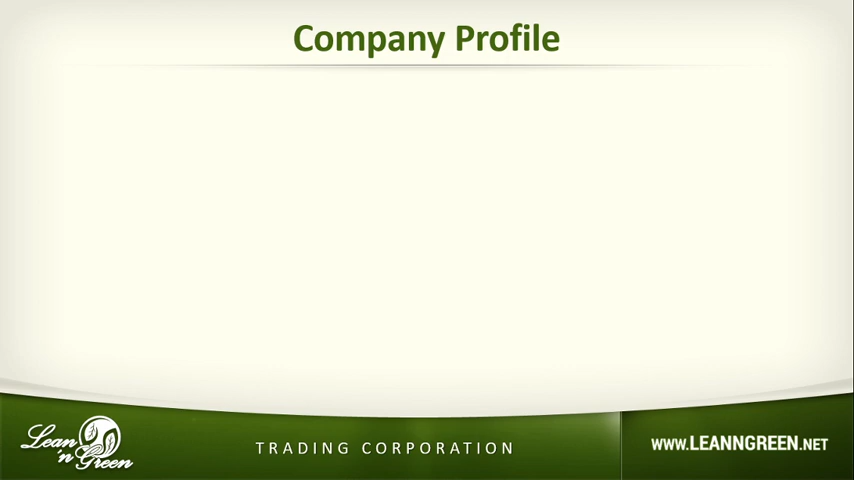 Company Profile
Lean
'n
Green
TRADING CORPORATION
WWW.LEANNGREEN.NET